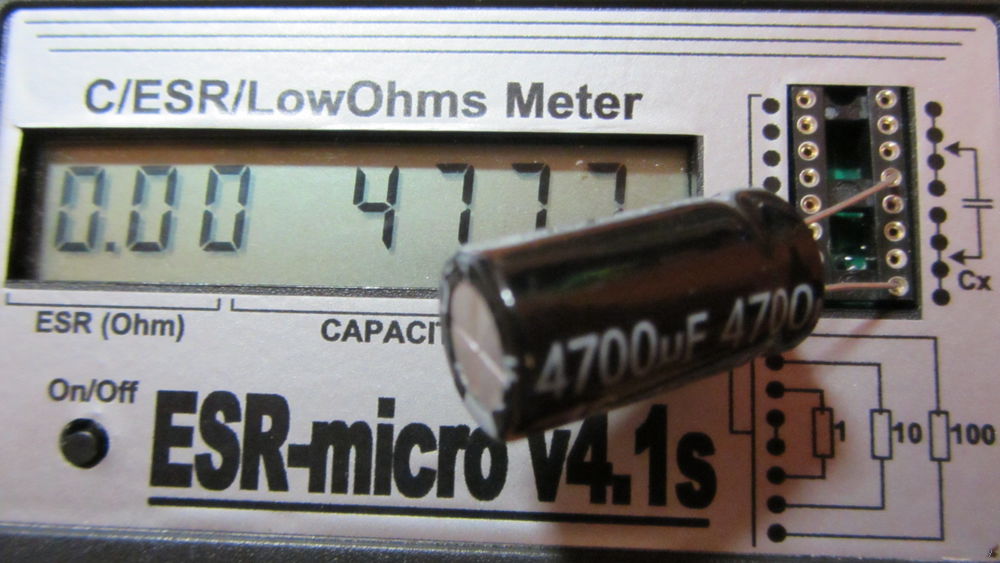 C/ESR/LowOhms Meter
0.00 4777
ESR (Ohm)
CAPACIT
Cx
4700uF 4700
On/Off
ESR-micro v4.1s
1
10
100